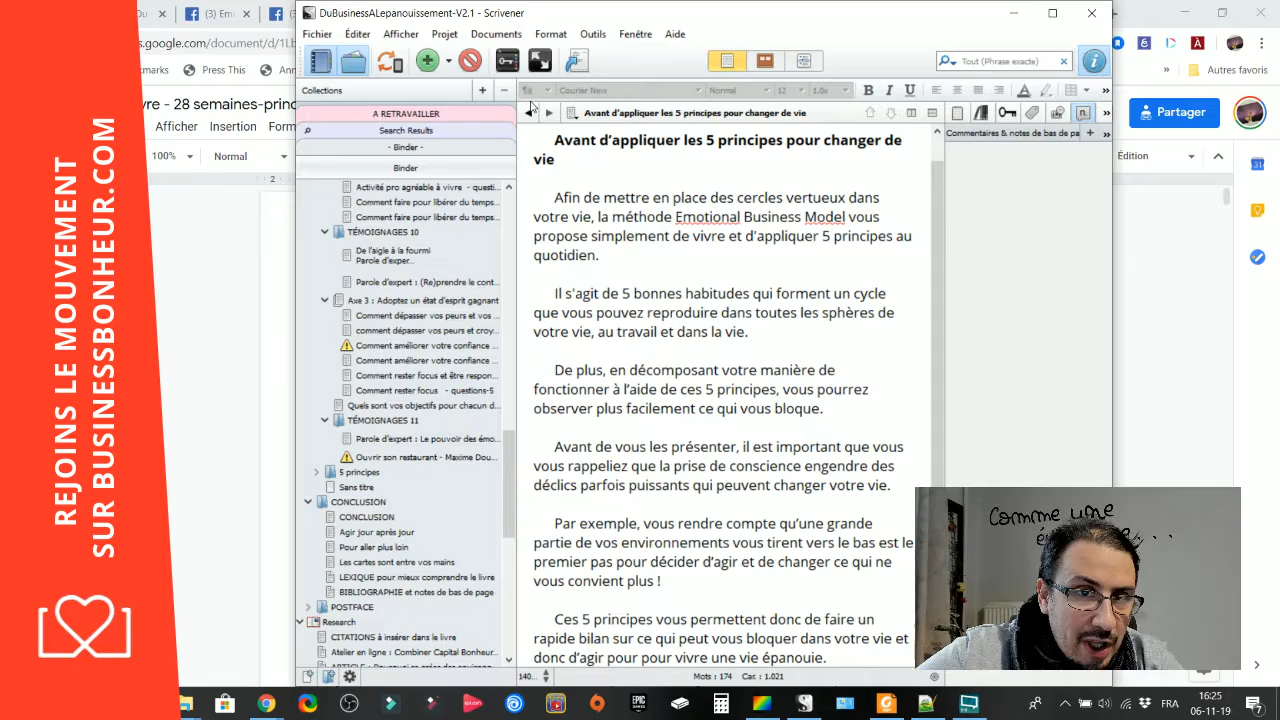 REJOINS LE MOUVEMENT
SUR BUSINESSBONHEUR.COM
DuBusinessALepanouissement-V2.1 - Scrivener
Fichier Éditer Afficher Projet Documents Format Outils Fenêtre Aide
Tout (Phrase exacte)
Collections
Courier New Normal 12 1.0x B I U
A RETRAVAILLER
Search Results
- Binder -
Binder
Activité pro agréable à vivre - questi...
Comment faire pour libérer du temps...
Comment faire pour libérer du temps...
TÉMOIGNAGES 10
De l'aigle à la fourmi
Parole d'exper...
Parole d'expert : (Re)prendre le cont...
Axe 3 : Adoptez un état d'esprit gagnant
Comment dépasser vos peurs et vos ...
comment dépasser vos peurs et croy...
Comment améliorer votre confiance ...
Comment améliorer votre confiance ...
Comment rester focus et être respon...
Comment rester focus - questions-5
Quels sont vos objectifs pour chacun d...
TÉMOIGNAGES 11
Parole d'expert : Le pouvoir des émo...
Ouvrir son restaurant - Maxime Dou...
5 principes
Sans titre
CONCLUSION
CONCLUSION
Agir jour après jour
Pour aller plus loin
Les cartes sont entre vos mains
LEXIQUE pour mieux comprendre le livre
BIBLIOGRAPHIE et notes de bas de page
POSTFACE
Research
CITATIONS à insérer dans le livre
Atelier en ligne : Combiner Capital Bonheur...
Avant d'appliquer les 5 principes pour changer de vie
Avant d’appliquer les 5 principes pour changer de
vie
Afin de mettre en place des cercles vertueux dans
votre vie, la méthode Emotional Business Model vous
propose simplement de vivre et d'appliquer 5 principes au
quotidien.
Il s'agit de 5 bonnes habitudes qui forment un cycle
que vous pouvez reproduire dans toutes les sphères de
votre vie, au travail et dans la vie.
De plus, en décomposant votre manière de
fonctionner à l’aide de ces 5 principes, vous pourrez
observer plus facilement ce qui vous bloque.
Avant de vous les présenter, il est important que vous
vous rappeliez que la prise de conscience engendre des
déclics parfois puissants qui peuvent changer votre vie.
Par exemple, vous rendre compte qu’une grande
partie de vos environnements vous tirent vers le bas est le
premier pas pour décider d’agir et de changer ce qui ne
vous convient plus !
Ces 5 principes vous permettent donc de faire un
rapide bilan sur ce qui peut vous bloquer dans votre vie et
donc d’agir pour pour vivre une vie épanouie.
140... Mots : 174 Car. : 1.021
Commentaires & notes de bas de pa
Press This
Autres favoris
Partager
Affichage Insertion
100% Normal
Édition
Comme une
EPIC
GAMES
FRA
16:25
06-11-19